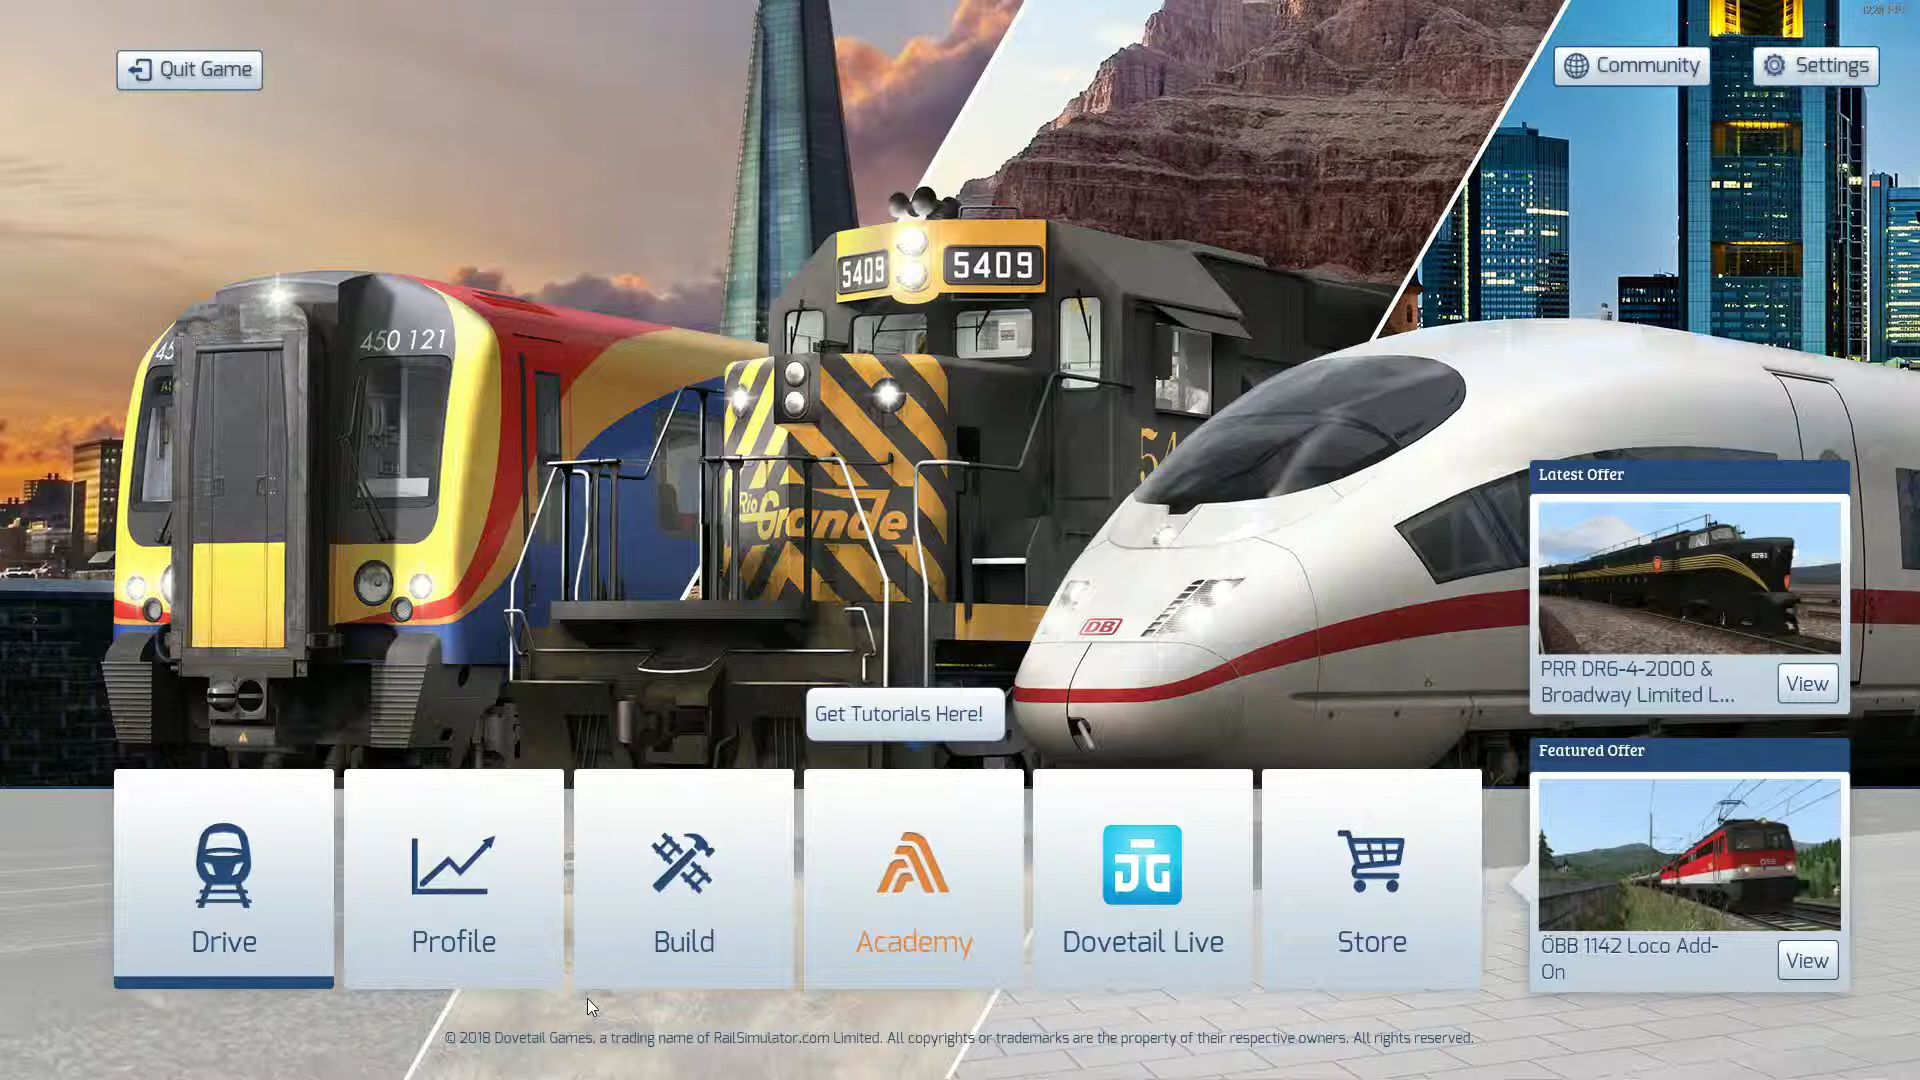 Quit Game
Community
Settings
5409
5409
450 121
45
54
Rio
Grande
DB
Latest Offer
PRR DR6-4-2000 &
Broadway Limited L...
View
Get Tutorials Here!
Featured Offer
ÖBB 1142 Loco Add-
On
View
Drive
Profile
Build
Academy
Dovetail Live
Store
© 2018 Dovetail Games, a trading name of RailSimulator.com Limited. All copyrights or trademarks are the property of their respective owners. All rights reserved.